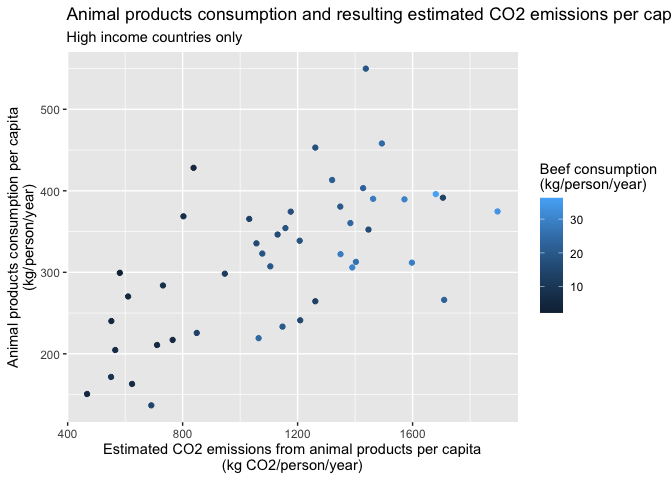 Animal products consumption and resulting estimated CO2 emissions per cap
High income countries only
Animal products consumption per capita
(kg/person/year)
500
400
300
200
400
800
1200
1600
Estimated CO2 emissions from animal products per capita
(kg CO2/person/year)
Beef consumption
(kg/person/year)
30
20
10